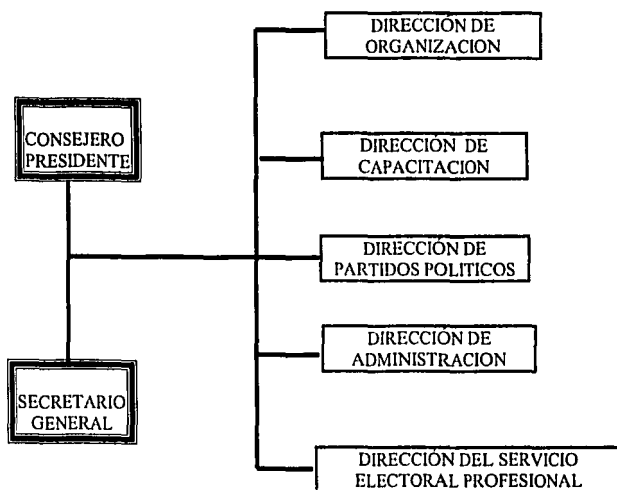 DIRECCIÓN DE
ORGANIZACION
CONSEJERO
PRESIDENTE
DIRECCIÓN DE
CAPACITACION
DIRECCIÓN DE
PARTIDOS POLITICOS
DIRECCIÓN DE
ADMINISTRACION
SECRETARIO
GENERAL
DIRECCIÓN DEL SERVICIO
ELECTORAL PROFESIONAL